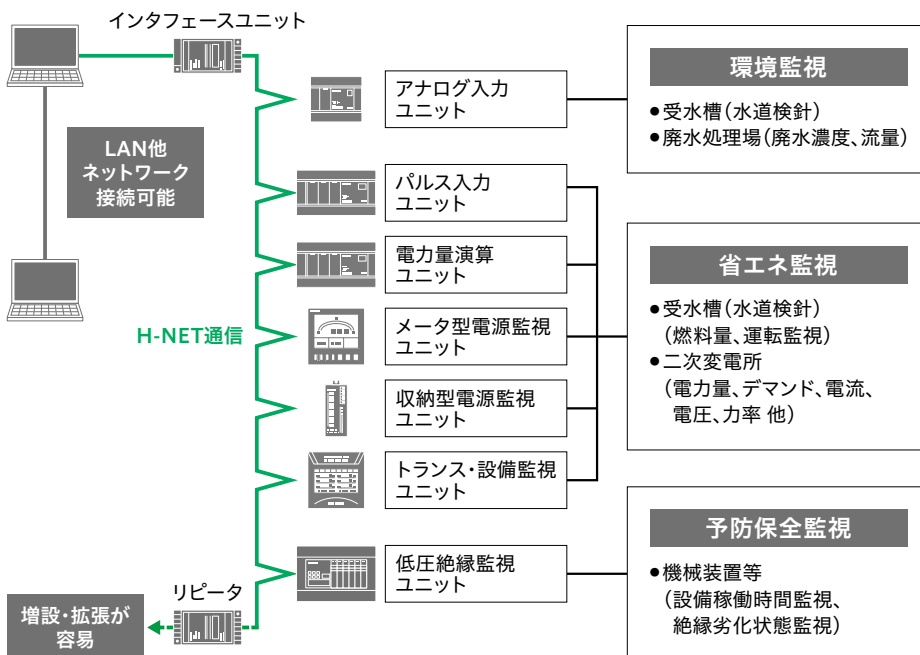 インタフェースユニット
LAN他
ネットワーク
接続可能
H-NET通信
リピータ
増設・拡張が
容易
アナログ入力
ユニット
パルス入力
ユニット
電力量演算
ユニット
メータ型電源監視
ユニット
収納型電源監視
ユニット
トランス・設備監視
ユニット
低圧絶縁監視
ユニット
環境監視
●受水槽(水道検針)
●廃水処理場(廃水濃度、流量)
省エネ監視
●受水槽(水道検針)
(燃料量、運転監視)
●二次変電所
(電力量、デマンド、電流、
電圧、力率 他)
予防保全監視
●機械装置等
(設備稼働時間監視、
絶縁劣化状態監視)